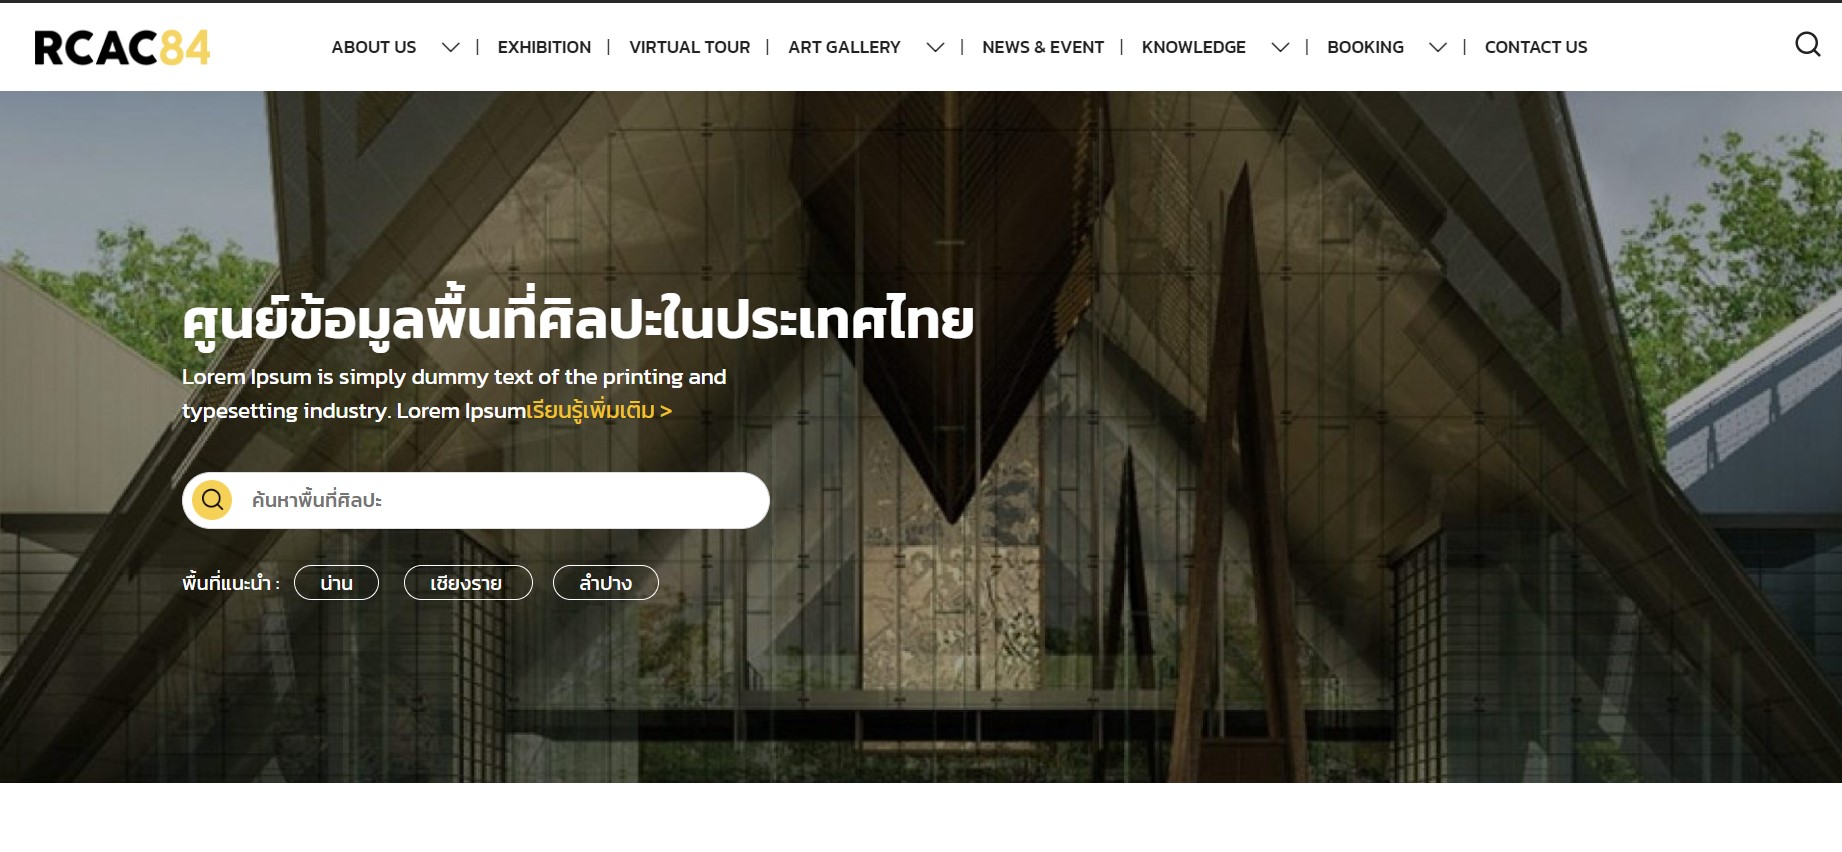 RCAC84
ABOUT US | EXHIBITION | VIRTUAL TOUR | ART GALLERY | NEWS & EVENT | KNOWLEDGE | BOOKING | CONTACT US
ศูนย์ข้อมูลพื้นที่ศิลปะในประเทศไทย
Lorem Ipsum is simply dummy text of the printing and
typesetting industry. Lorem Ipsumเรียนรู้เพิ่มเติม >
ค้นหาพื้นที่ศิลปะ
พื้นที่แนะนำ : น่าน เชียงราย ลำปาง